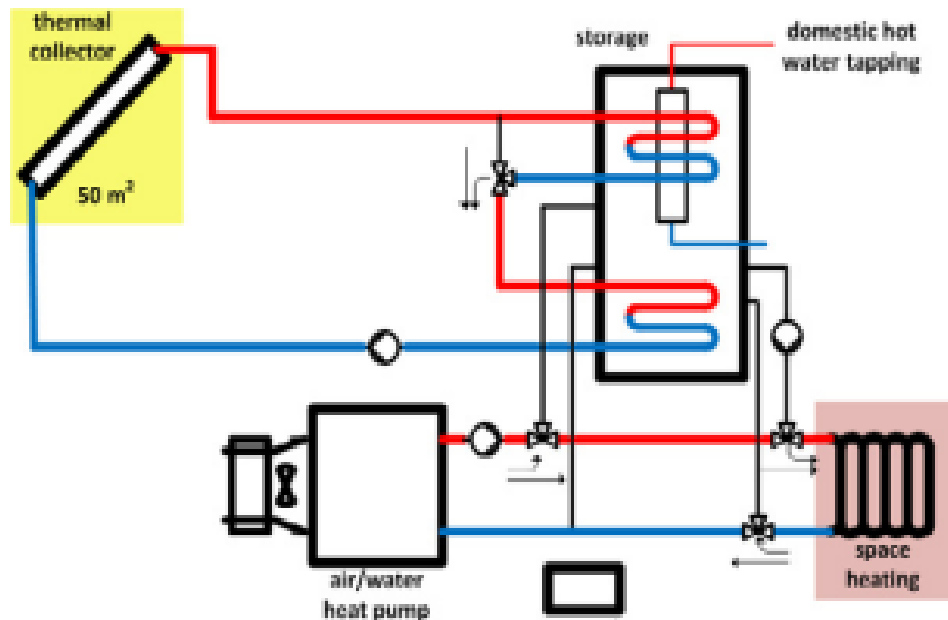 thermal
collector
50 m²
storage
domestic hot
water tapping
air/water
heat pump
space
heating